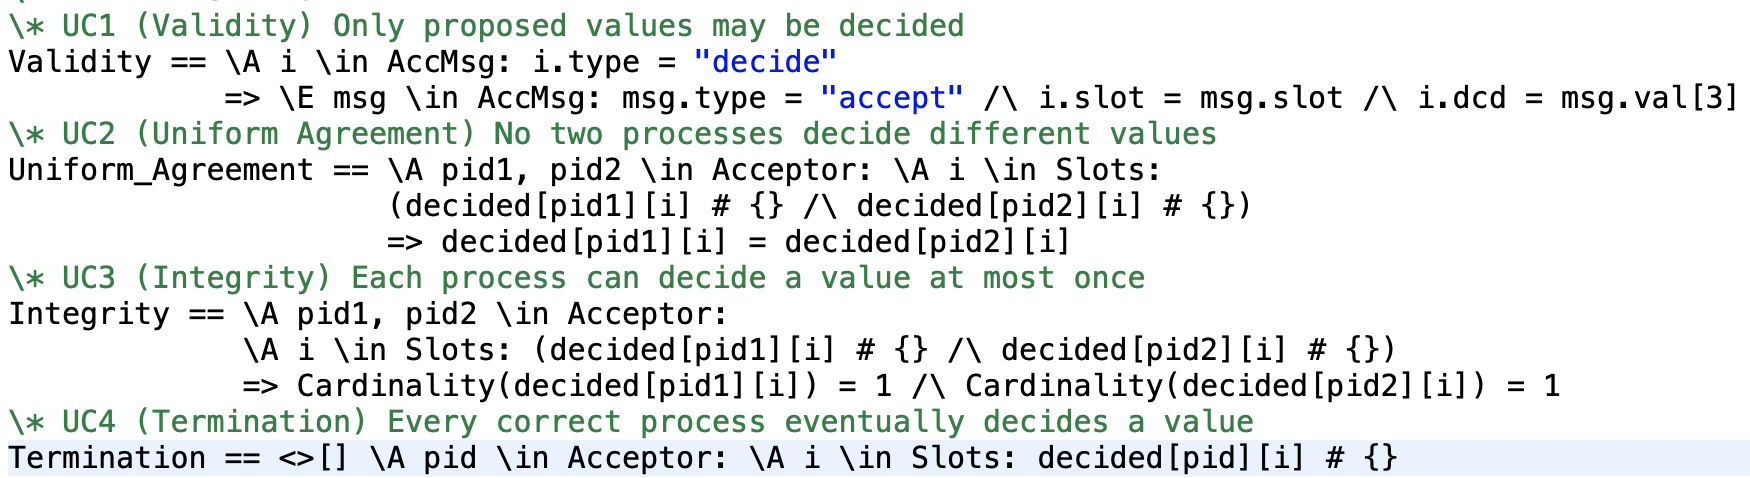 \* UC1 (Validity) Only proposed values may be decided
Validity == \A i \in AccMsg: i.type = "decide"
            => \E msg \in AccMsg: msg.type = "accept" /\ i.slot = msg.slot /\ i.dcd = msg.val[3]
\* UC2 (Uniform Agreement) No two processes decide different values
Uniform_Agreement == \A pid1, pid2 \in Acceptor: \A i \in Slots:
                     (decided[pid1][i] # {} /\ decided[pid2][i] # {})
                     => decided[pid1][i] = decided[pid2][i]
\* UC3 (Integrity) Each process can decide a value at most once
Integrity == \A pid1, pid2 \in Acceptor:
             \A i \in Slots: (decided[pid1][i] # {} /\ decided[pid2][i] # {})
             => Cardinality(decided[pid1][i]) = 1 /\ Cardinality(decided[pid2][i]) = 1
\* UC4 (Termination) Every correct process eventually decides a value
Termination == <>[] \A pid \in Acceptor: \A i \in Slots: decided[pid][i] # {}